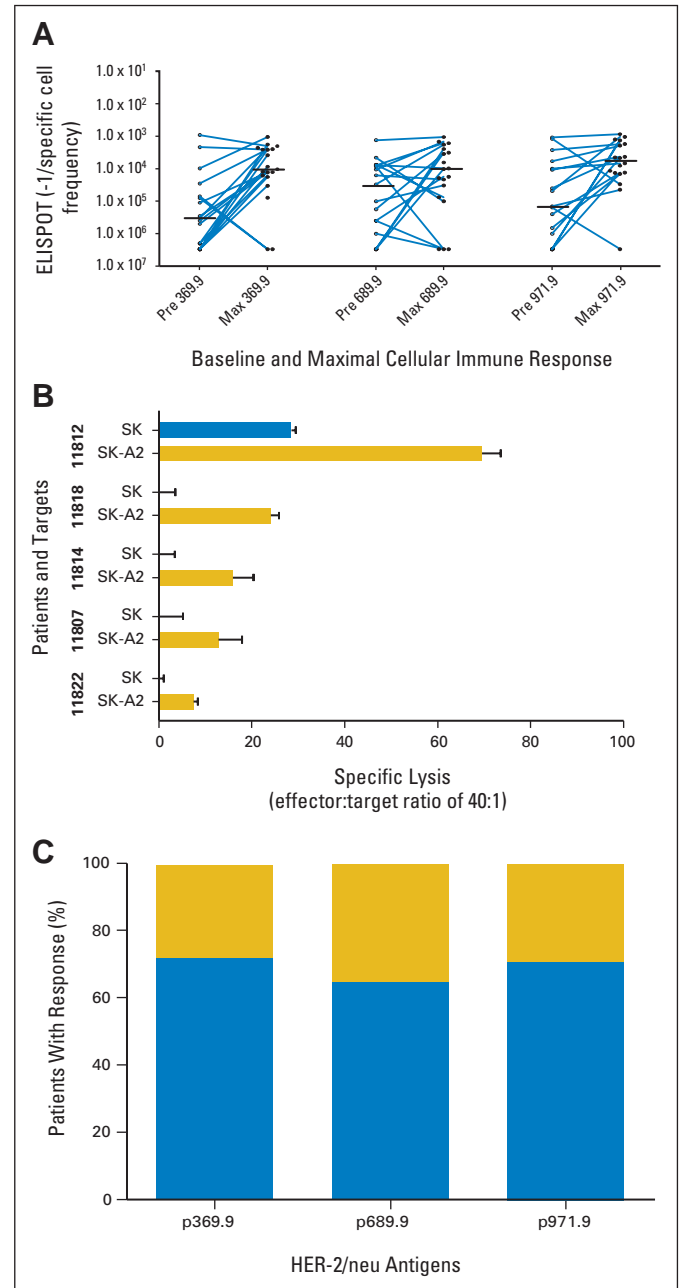 A
ELISPOT (-1/specific cell
frequency)
1.0 x 10¹
1.0 x 10²
1.0 x 10³
1.0 x 10⁴
1.0 x 10⁵
1.0 x 10⁶
1.0 x 10⁷
Pre 369.9
Max 369.9
Pre 689.9
Max 689.9
Pre 971.9
Max 971.9
Baseline and Maximal Cellular Immune Response
B
Patients and Targets
11812
SK
SK-A2
11818
SK
SK-A2
11814
SK
SK-A2
11807
SK
SK-A2
11822
SK
SK-A2
0 20 40 60 80 100
Specific Lysis
(effector:target ratio of 40:1)
C
Patients With Response (%)
100
80
60
40
20
0
p369.9 p689.9 p971.9
HER-2/neu Antigens